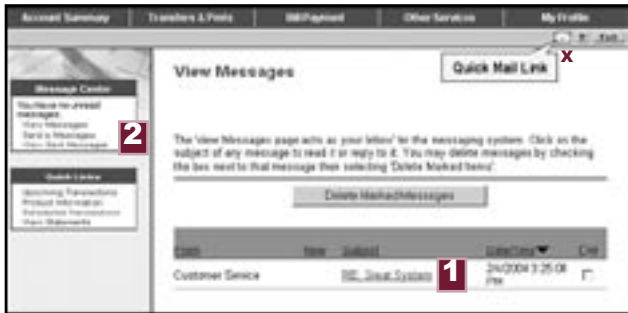 Account Summary Transfers & Pmts Bill Payment Other Services My Profile
Exit
x
Quick Mail Link
View Messages
Message Center
You have no unread
messages.
View Messages
Send a Message
View Sent Messages
2
The 'View Messages' page acts as your 'Inbox' for the messaging system. Click on the
subject of any message to read it or reply to it. You may delete messages by checking
the box next to that message then selecting 'Delete Marked Items'.
Quick Links
Upcoming Transactions
Product Information
Scheduled Transactions
View Statements
Delete Marked Messages
From New Subject Date/Time Del
Customer Service RE: Great System 1 2/4/2004 3:25:08
PM